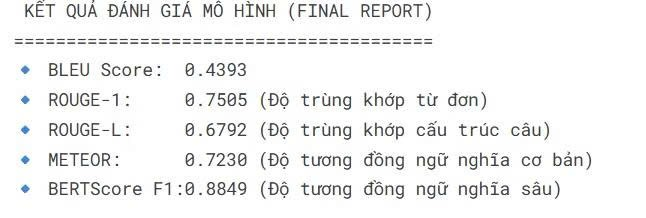 KẾT QUẢ ĐÁNH GIÁ MÔ HÌNH (FINAL REPORT)
========================================
🔹 BLEU Score: 0.4393
🔹 ROUGE-1: 0.7505 (Độ trùng khớp từ đơn)
🔹 ROUGE-L: 0.6792 (Độ trùng khớp cấu trúc câu)
🔹 METEOR: 0.7230 (Độ tương đồng ngữ nghĩa cơ bản)
🔹 BERTScore F1:0.8849 (Độ tương đồng ngữ nghĩa sâu)